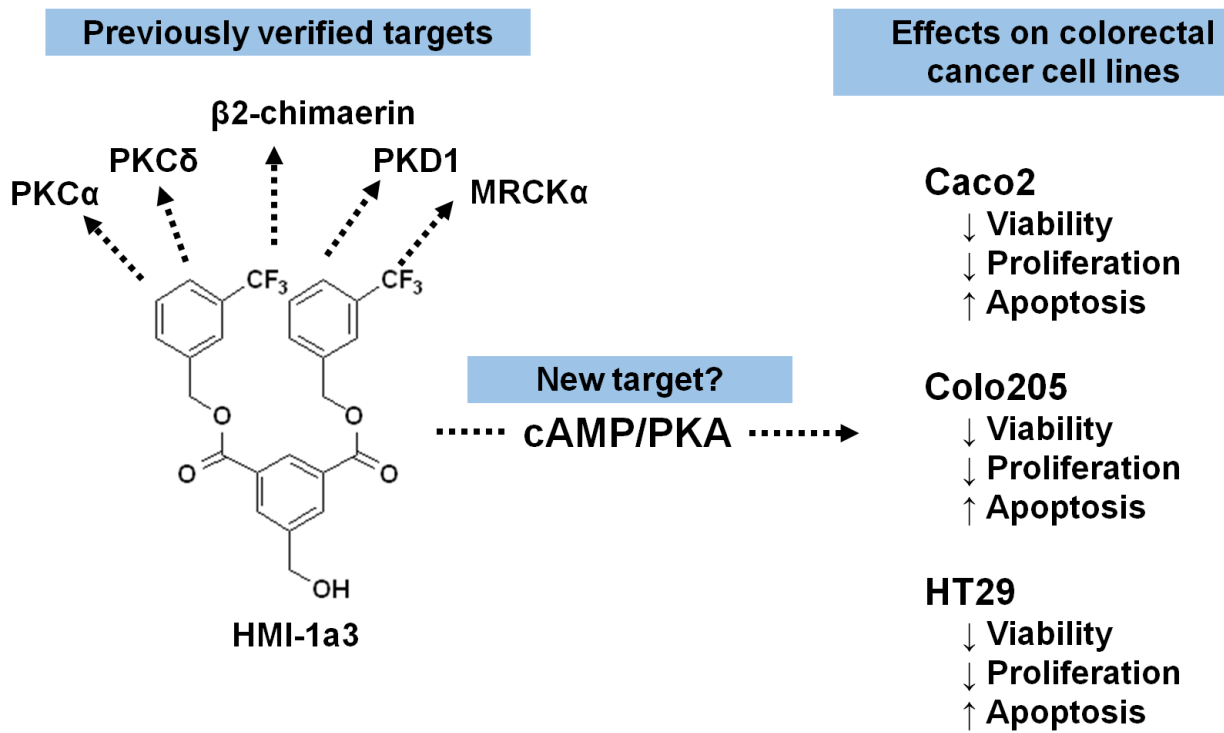 Previously verified targets
β2-chimaerin
PKCδ
PKD1
PKCα
MRCKα
CF3
CF3
O
O
O
O
OH
HMI-1a3
New target?
cAMP/PKA
Effects on colorectal
cancer cell lines
Caco2
↓ Viability
↓ Proliferation
↑ Apoptosis
Colo205
↓ Viability
↓ Proliferation
↑ Apoptosis
HT29
↓ Viability
↓ Proliferation
↑ Apoptosis